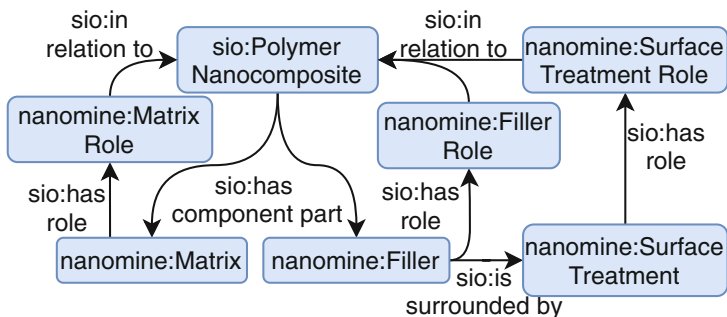 sio:in
relation to
sio:Polymer
Nanocomposite
sio:in
relation to
nanomine:Surface
Treatment Role
nanomine:Matrix
Role
nanomine:Filler
Role
sio:has
role
sio:has
role
sio:has
component part
sio:has
role
nanomine:Matrix
nanomine:Filler
sio:is
surrounded by
nanomine:Surface
Treatment